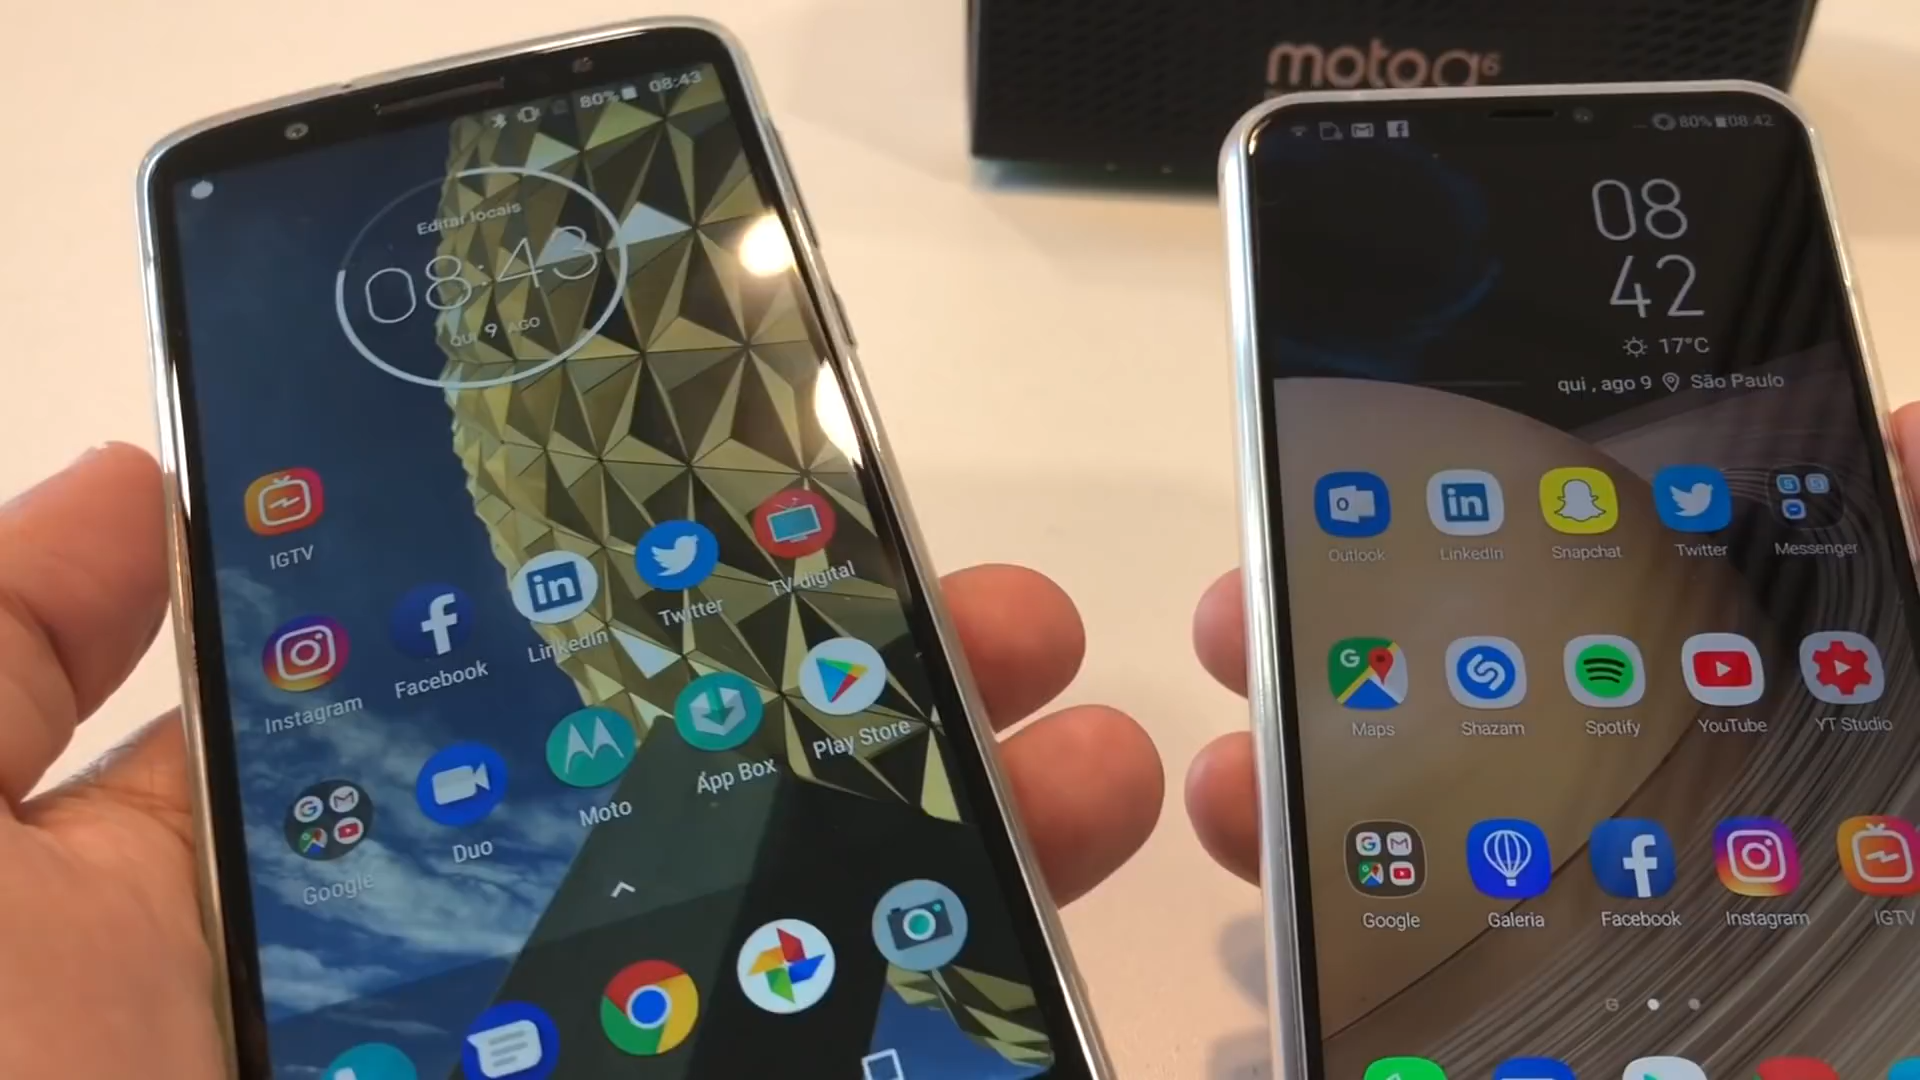 moto g6
80% 08:43
Editar locais
08:43
QUI 9 AGO
IGTV
Instagram
Facebook
LinkedIn
Twitter
TV digital
Google
Duo
Moto
App Box
Play Store
80% 08:42
08
42
17°C
qui , ago 9 São Paulo
Outlook
LinkedIn
Snapchat
Twitter
Messenger
Maps
Shazam
Spotify
YouTube
YT Studio
Google
Galeria
Facebook
Instagram
IGTV